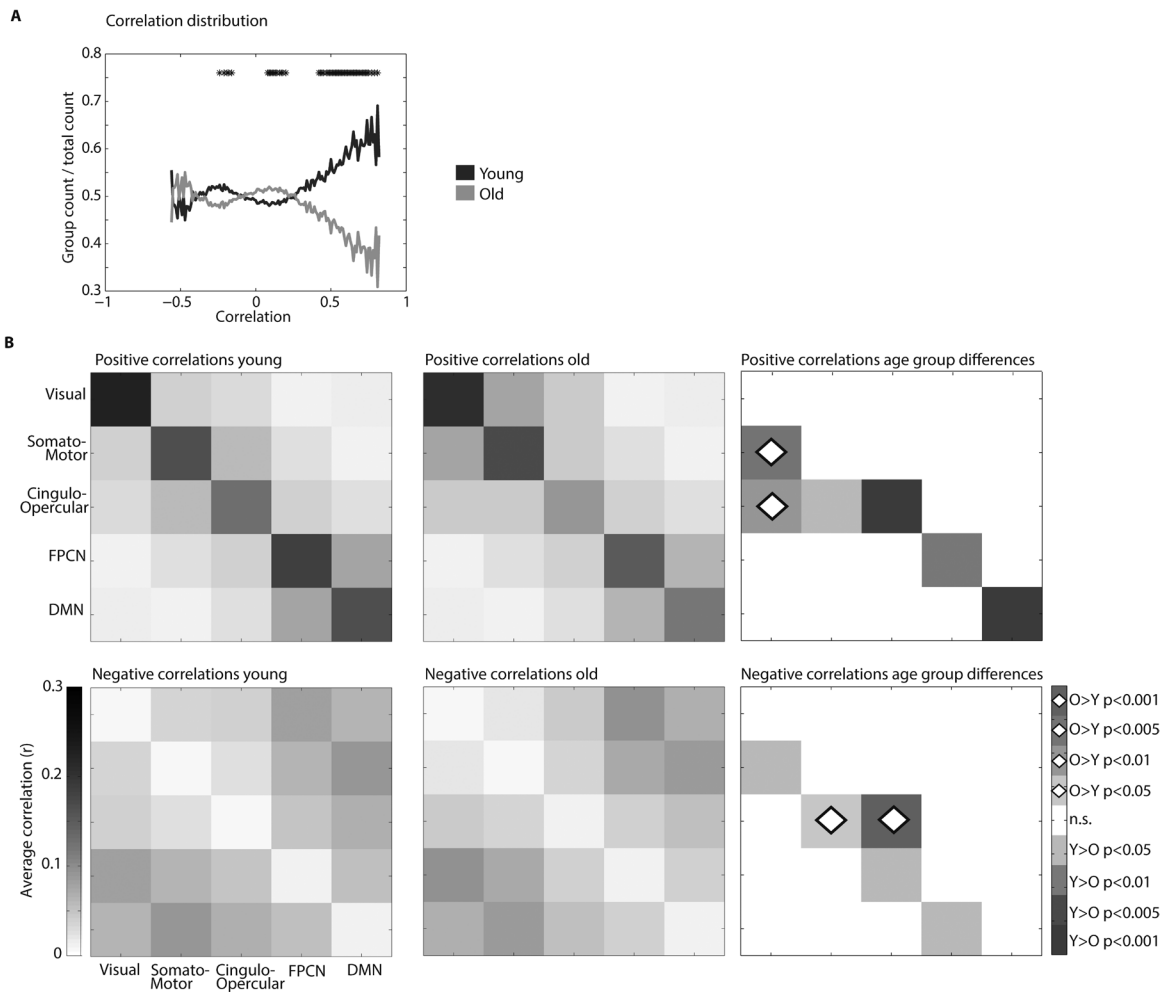 A
Correlation distribution
0.8
0.7
0.6
0.5
0.4
0.3
Group count / total count
−1
−0.5
0
0.5
1
Correlation
Young
Old
B
Positive correlations young
Positive correlations old
Positive correlations age group differences
Visual
Somato-
Motor
Cingulo-
Opercular
FPCN
DMN
Negative correlations young
Negative correlations old
Negative correlations age group differences
0.3
0.2
0.1
0
Average correlation (r)
Visual
Somato-
Motor
Cingulo-
Opercular
FPCN
DMN
O>Y p<0.001
O>Y p<0.005
O>Y p<0.01
O>Y p<0.05
n.s.
Y>O p<0.05
Y>O p<0.01
Y>O p<0.005
Y>O p<0.001